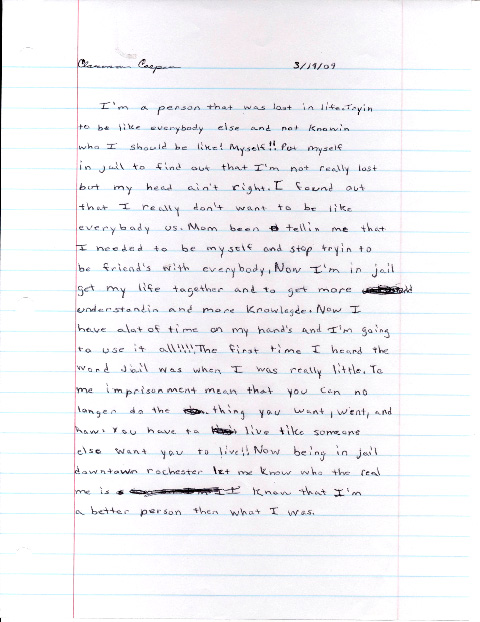 3/19/09
I'm a person that was lost in life. Tryin
to be like everybody else and not knowin
who I should be like! Myself!! Put myself
in jail to find out that I'm not really lost
but my head ain't right. I found out
that I really don't want to be like
everybody us. Mom been tellin me that
I needed to be myself and stop tryin to
be friend's with everybody. Now I'm in jail
get my life together and to get more
understandin and more knowlegde. Now I
have alot of time on my hand's and I'm going
to use it all!!!! The first time I heard the
word Jail was when I was really little. To
me imprisonment mean that you can no
longer do the thing you want, went, and
how. You have to live like someone
else want you to live!! Now being in jail
downtown rochester let me know who the real
me is I know that I'm
a better person then what I was.